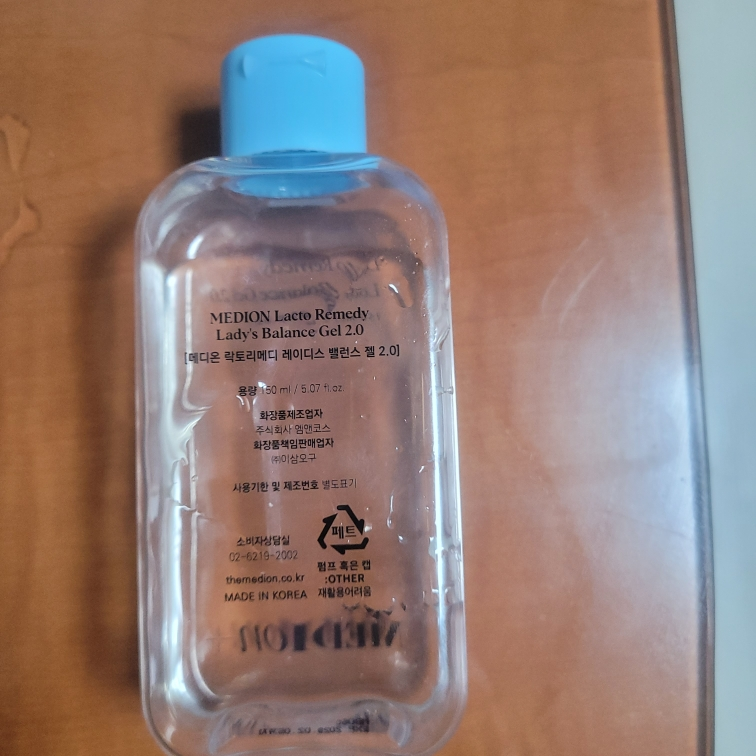 MEDION Lacto Remedy
Lady's Balance Gel 2.0
[메디온 락토리메디 레이디스 밸런스 젤 2.0]
용량 150 ml / 5.07 fl.oz.
화장품제조업자
주식회사 엠앤코스
화장품책임판매업자
㈜이삼오구
사용기한 및 제조번호 별도표기
소비자상담실
02-6219-2002
themedion.co.kr
MADE IN KOREA
페트
펌프 혹은 캡
:OTHER
재활용어려움
MEDION